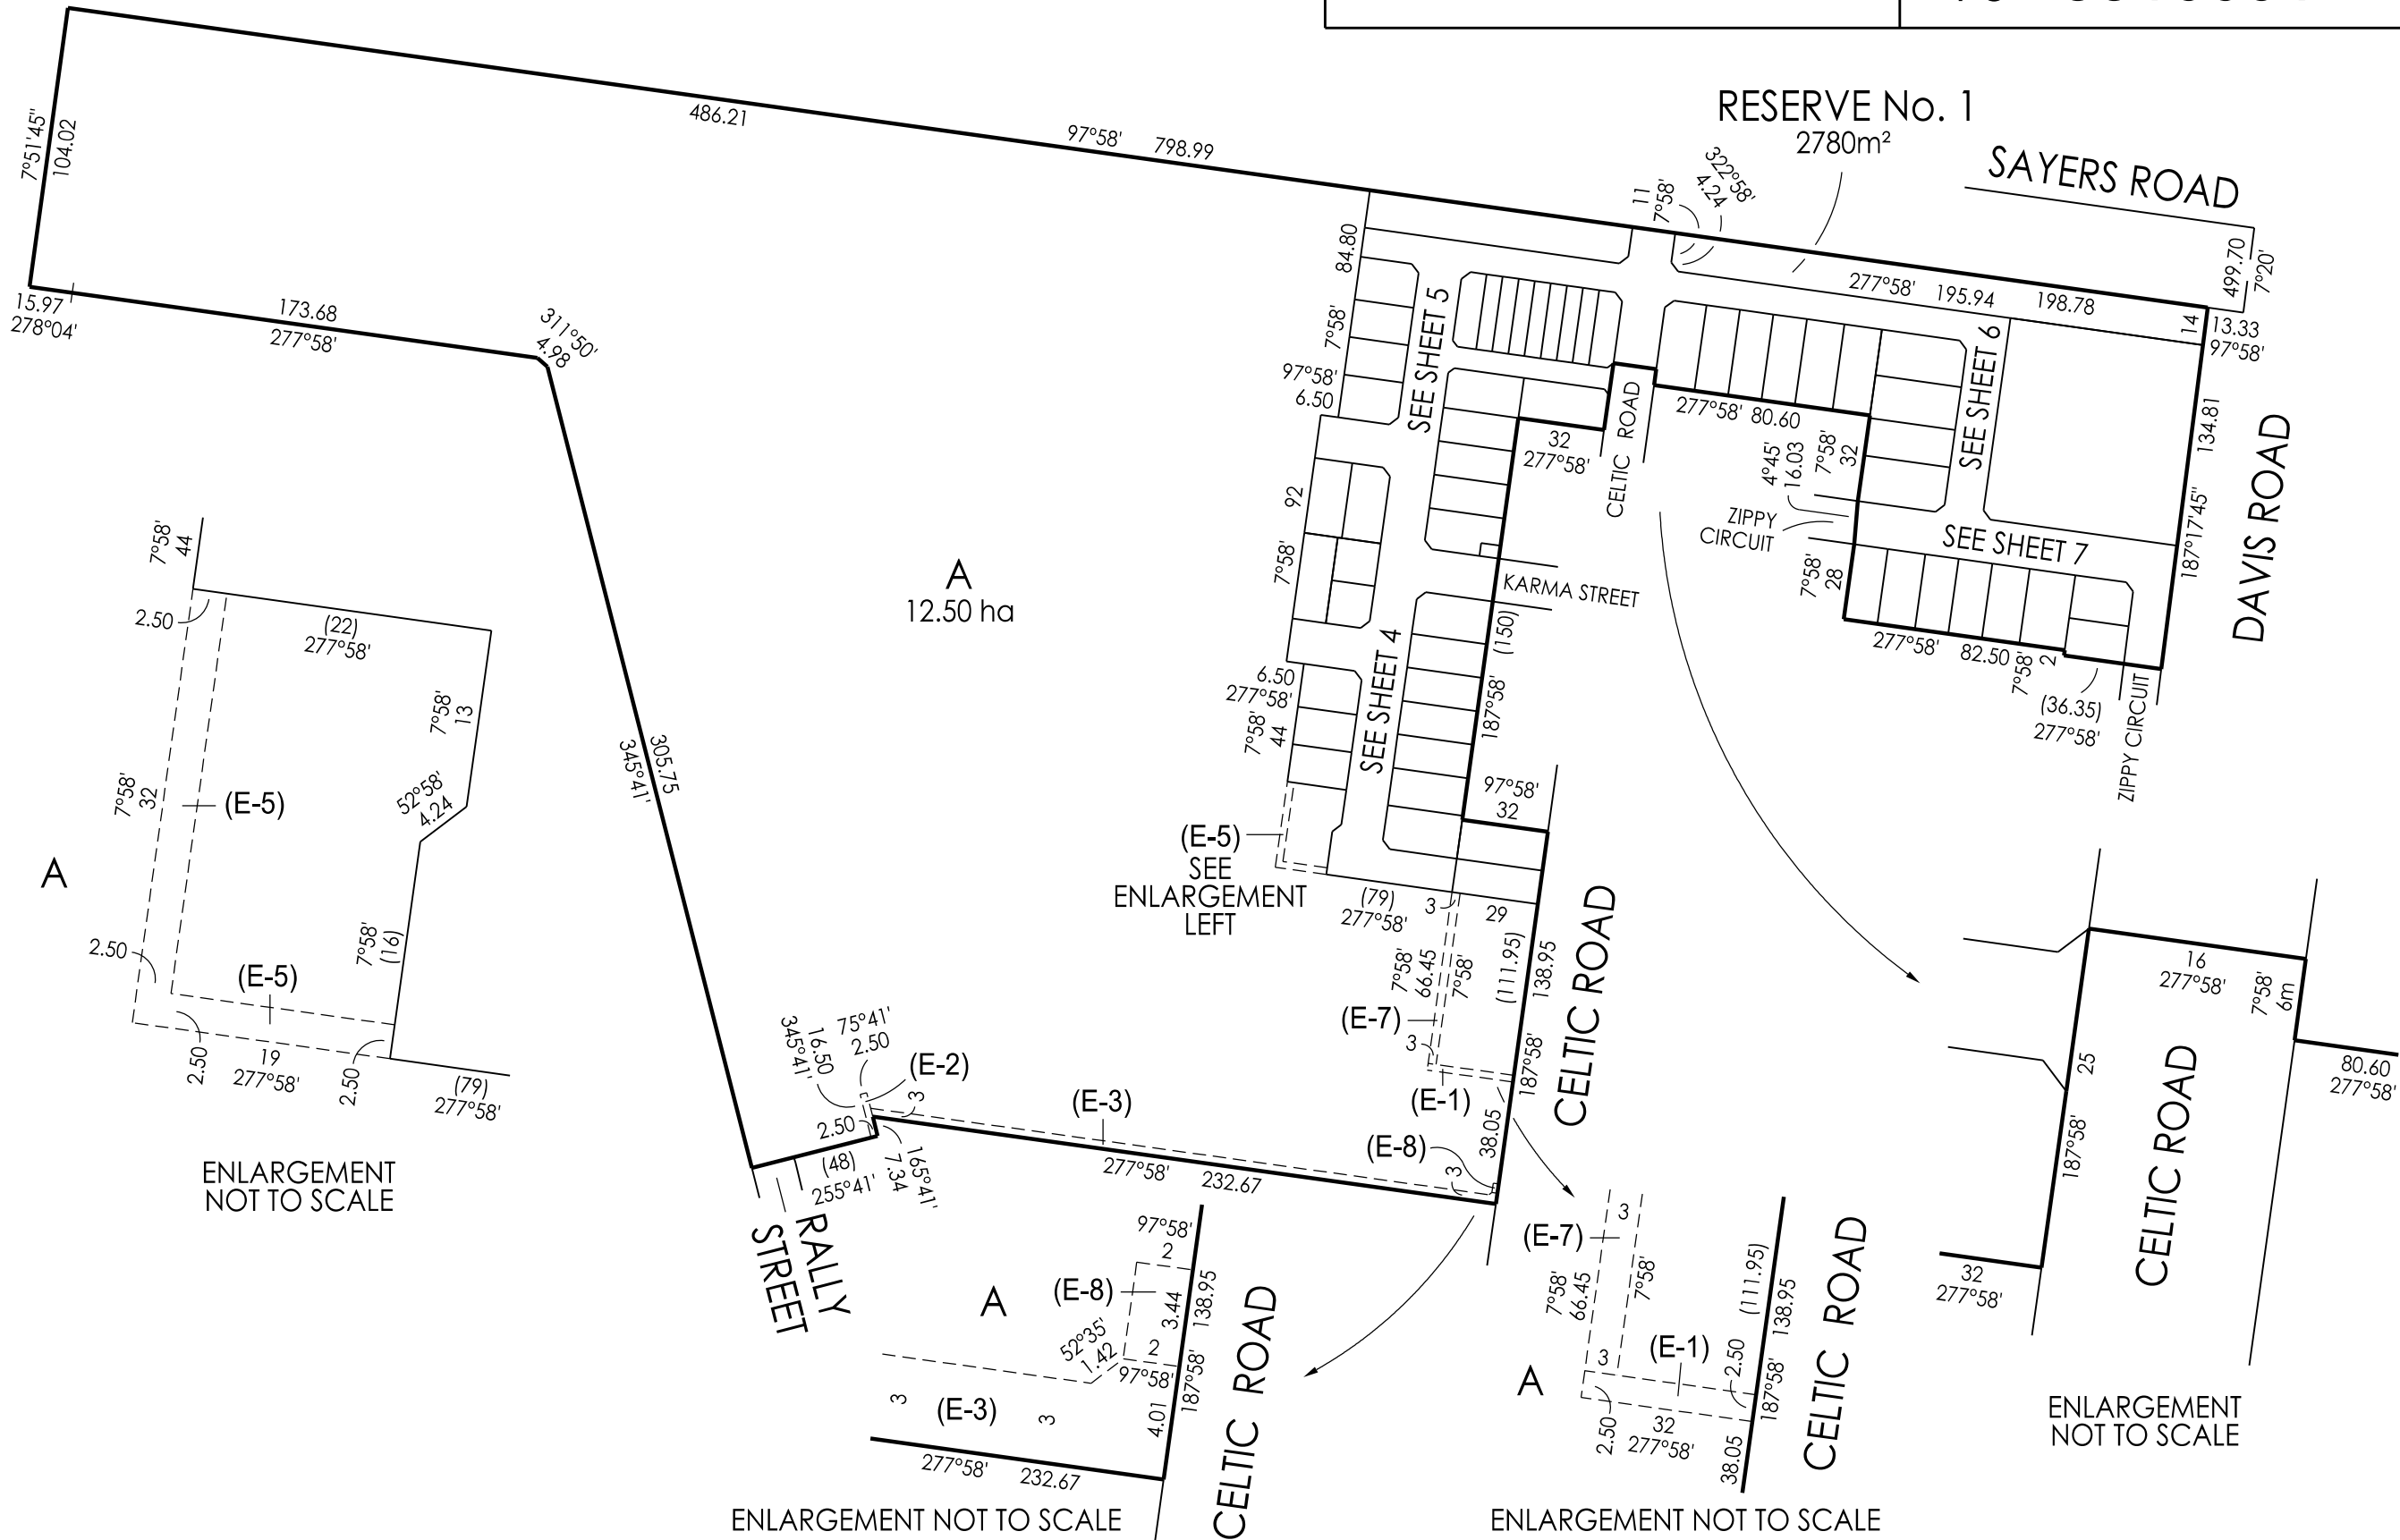 RESERVE No. 1
2780m²
SAYERS ROAD
486.21
97°58' 798.99
7°51'45"
104.02
15.97
278°04'
173.68
277°58'
311°50'
4.98
11
7°58'
322°58'
4.24
499.70
7°20'
277°58' 195.94 198.78
14
13.33
97°58'
84.80
7°58'
97°58'
6.50
SEE SHEET 5
SEE SHEET 6
CELTIC ROAD
32
277°58'
277°58' 80.60
4°45'
16.03
7°58'
32
134.81
187°17'45"
DAVIS ROAD
ZIPPY
CIRCUIT
SEE SHEET 7
7°58'
28
277°58' 82.50
7°58'
2
(36.35)
277°58'
ZIPPY CIRCUIT
92
7°58'
KARMA STREET
(150)
187°58'
SEE SHEET 4
6.50
277°58'
7°58'
44
97°58'
32
A
12.50 ha
305.75
345°41'
(E-5)
SEE
ENLARGEMENT
LEFT
(79)
277°58'
3
29
7°58'
66.45
7°58'
(111.95)
138.95
CELTIC ROAD
(E-7)
3
187°58'
(E-1)
38.05
(E-8)
3
7°58'
44
2.50
(22)
277°58'
7°58'
13
7°58'
32
(E-5)
52°58'
4.24
A
2.50
7°58'
(16)
(E-5)
2.50
19
277°58'
2.50
(79)
277°58'
ENLARGEMENT
NOT TO SCALE
345°41'
16.50
75°41'
2.50
(E-2)
3
2.50
(48)
255°41'
165°41'
7.34
(E-3)
277°58' 232.67
RALLY
STREET
97°58'
2
A
(E-8)
3.44
138.95
52°35'
1.42
2
97°58'
187°58'
3
(E-3)
3
4.01
277°58' 232.67
CELTIC ROAD
ENLARGEMENT NOT TO SCALE
3
(E-7)
7°58'
66.45
7°58'
(111.95)
138.95
3
(E-1)
2.50
187°58'
A
2.50
32
277°58'
38.05
CELTIC ROAD
ENLARGEMENT NOT TO SCALE
16
277°58'
7°58'
6m
25
187°58'
80.60
277°58'
CELTIC ROAD
32
277°58'
ENLARGEMENT
NOT TO SCALE